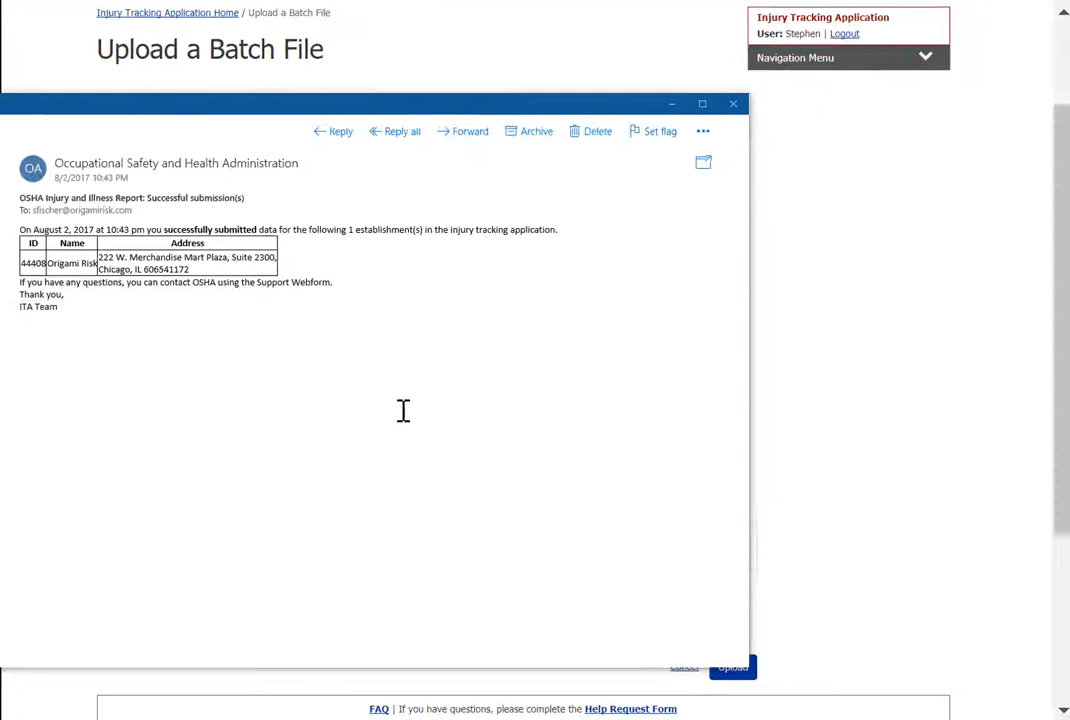 Injury Tracking Application Home / Upload a Batch File
Upload a Batch File
Injury Tracking Application
User: Stephen | Logout
Navigation Menu
Reply Reply all Forward Archive Delete Set flag
OA
Occupational Safety and Health Administration
8/2/2017 10:43 PM
OSHA Injury and Illness Report: Successful submission(s)
To: sfischer@origamirisk.com
On August 2, 2017 at 10:43 pm you successfully submitted data for the following 1 establishment(s) in the injury tracking application.
ID Name Address
44408 Origami Risk 222 W. Merchandise Mart Plaza, Suite 2300,
Chicago, IL 606541172
If you have any questions, you can contact OSHA using the Support Webform.
Thank you,
ITA Team
Cancel Upload
FAQ | If you have questions, please complete the Help Request Form